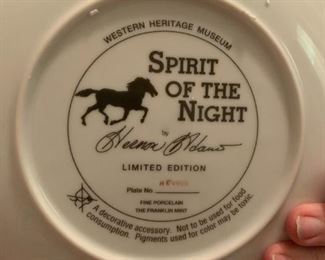 WESTERN HERITAGE MUSEUM
SPIRIT
OF THE
NIGHT
by
LIMITED EDITION
Plate No.
FINE PORCELAIN
THE FRANKLIN MINT
A decorative accessory. Not to be used for food
consumption. Pigments used for color may be toxic.